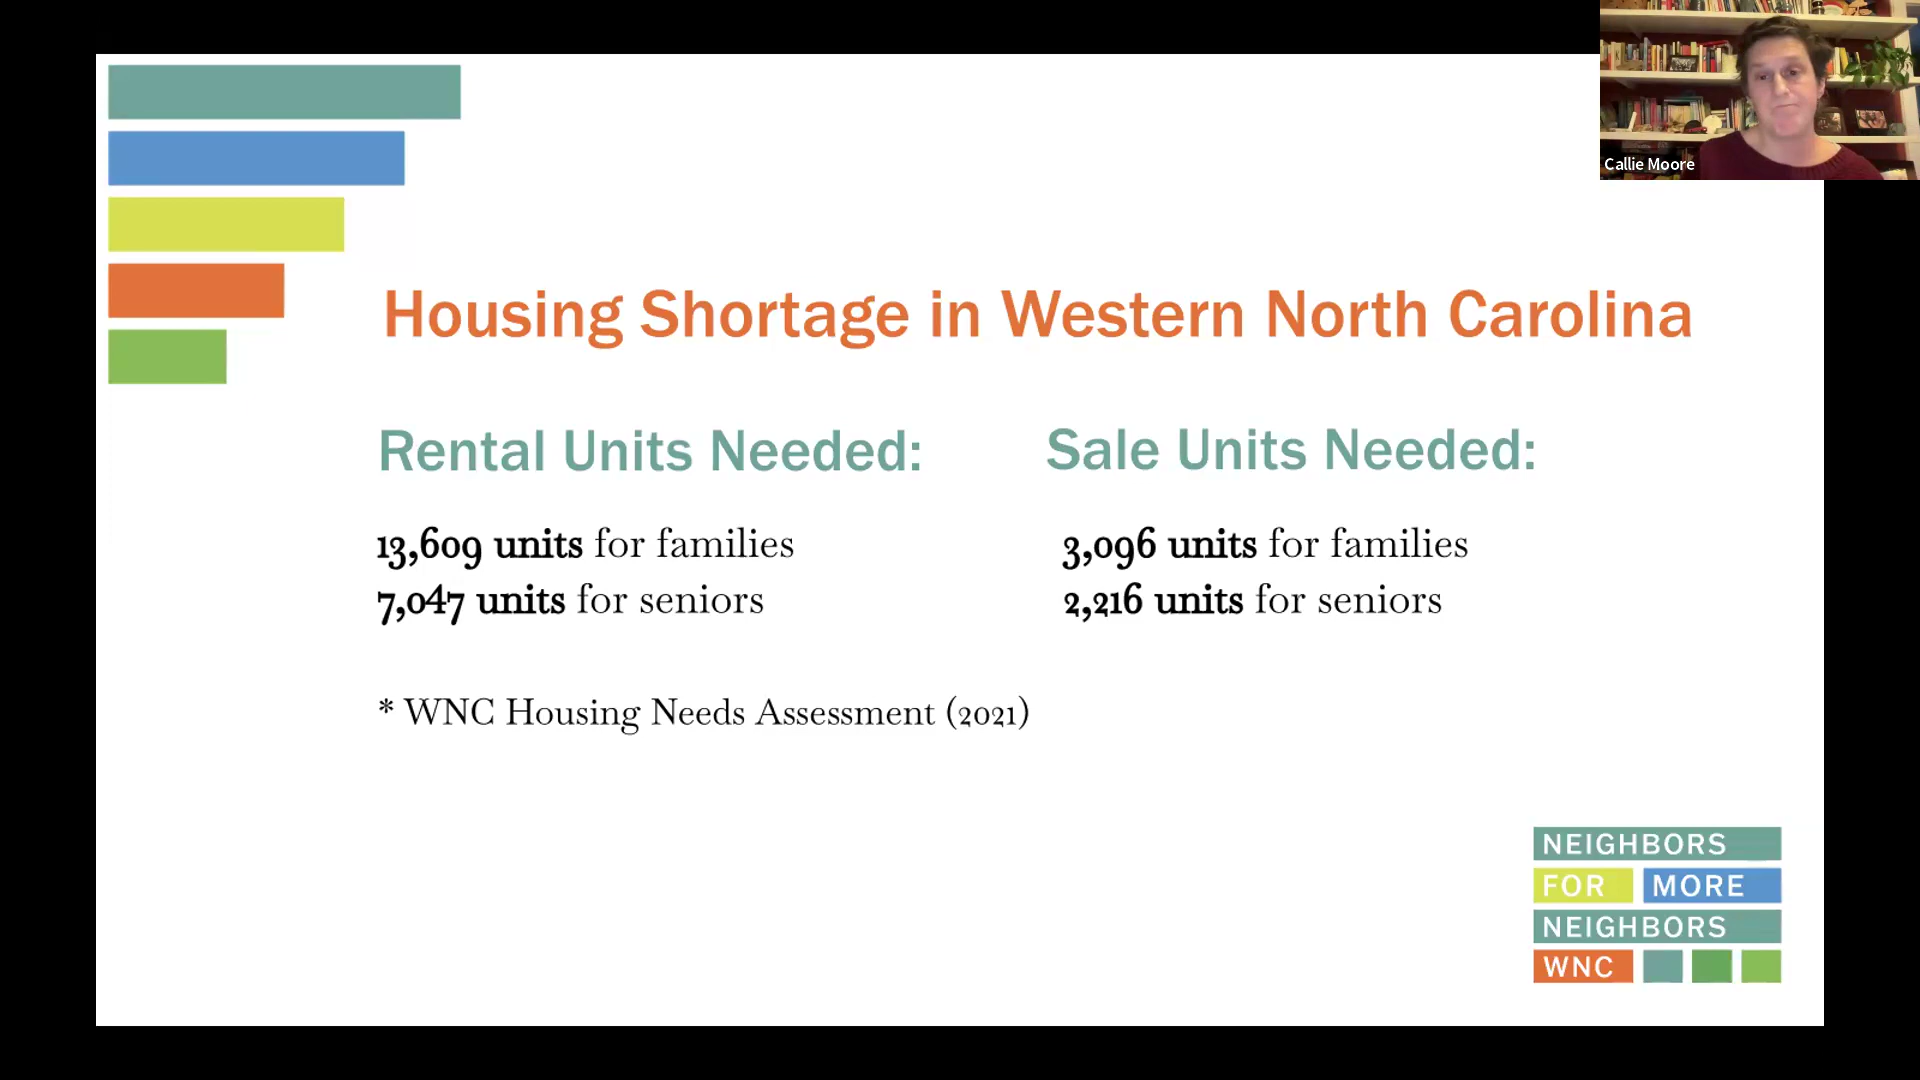 Callie Moore
Housing Shortage in Western North Carolina
Rental Units Needed:
13,609 units for families
7,047 units for seniors
Sale Units Needed:
3,096 units for families
2,216 units for seniors
* WNC Housing Needs Assessment (2021)
NEIGHBORS
FOR MORE
NEIGHBORS
WNC